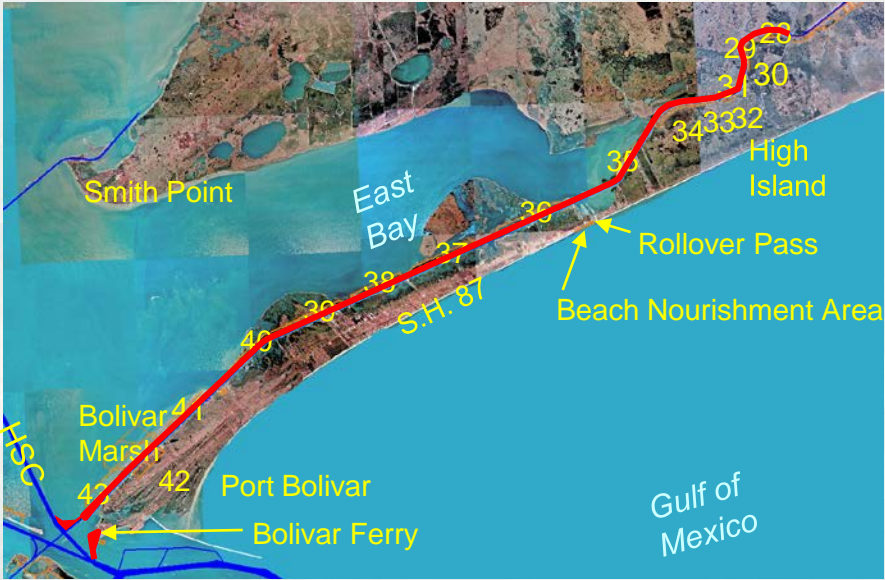 28
29
30
31
32
33
34
High
Island
35
Smith Point
East
Bay
36
Rollover Pass
37
38
S.H. 87
Beach Nourishment Area
39
40
41
Bolivar
Marsh
HSC
42
43
Port Bolivar
Gulf of
Mexico
Bolivar Ferry